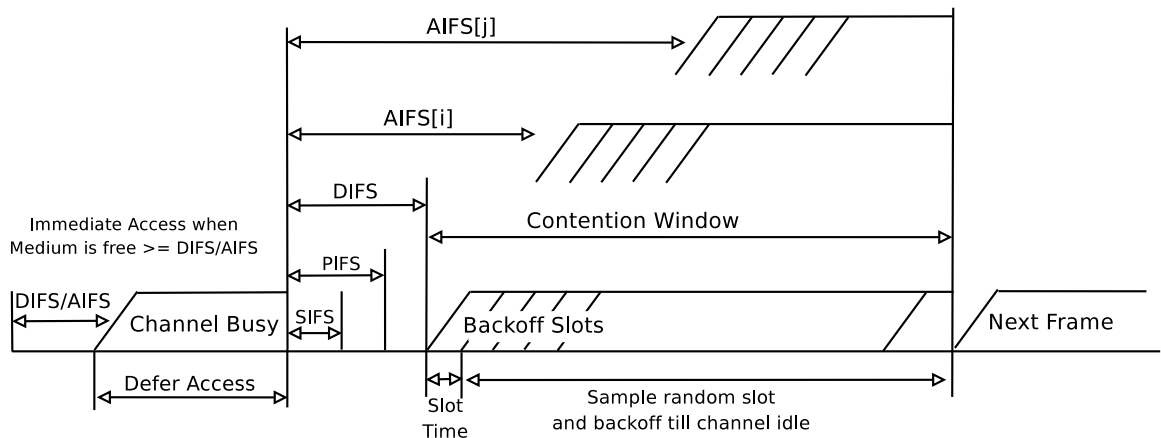 AIFS[j]
AIFS[i]
DIFS
Immediate Access when
Medium is free >= DIFS/AIFS
Contention Window
PIFS
DIFS/AIFS
Channel Busy
SIFS
Backoff Slots
Next Frame
Defer Access
Slot
Time
Sample random slot
and backoff till channel idle